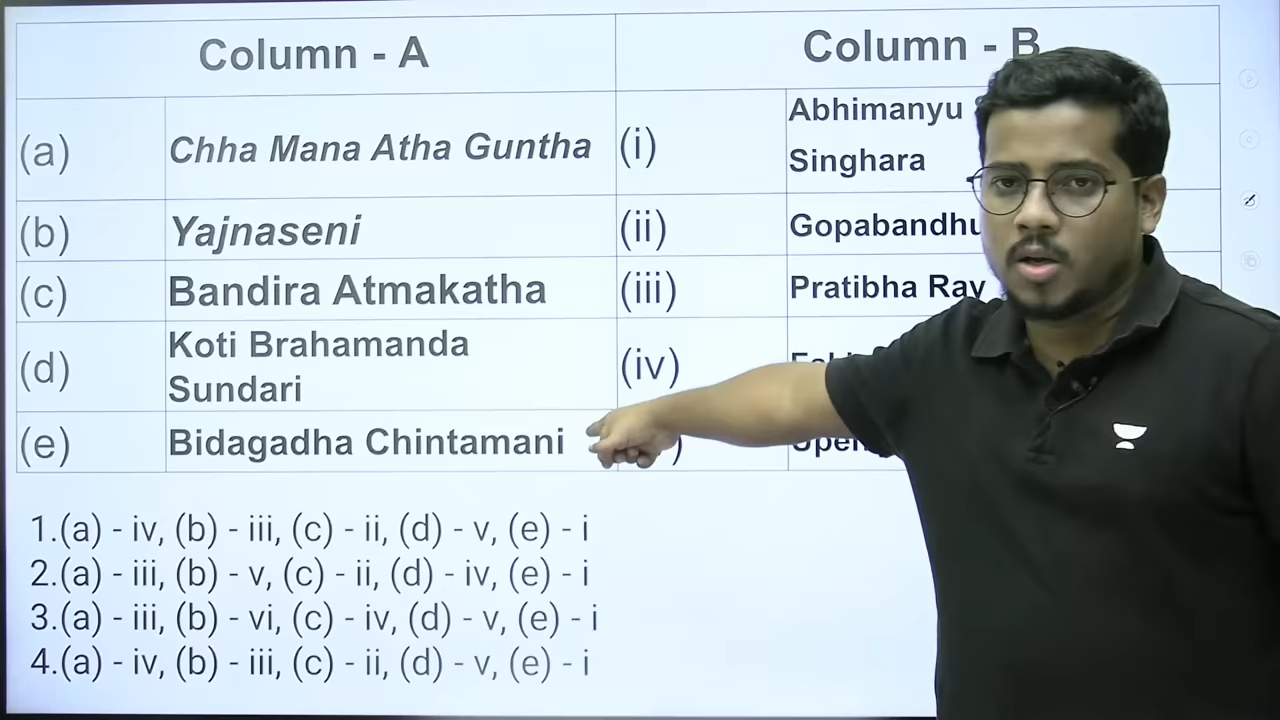 Column - A
Column - B
(a)
Chha Mana Atha Guntha
(i)
Abhimanyu
Singhara
(b)
Yajnaseni
(ii)
Gopabandhu
(c)
Bandira Atmakatha
(iii)
Pratibha Ray
(d)
Koti Brahamanda
Sundari
(iv)
(e)
Bidagadha Chintamani
1.(a) - iv, (b) - iii, (c) - ii, (d) - v, (e) - i
2.(a) - iii, (b) - v, (c) - ii, (d) - iv, (e) - i
3.(a) - iii, (b) - vi, (c) - iv, (d) - v, (e) - i
4.(a) - iv, (b) - iii, (c) - ii, (d) - v, (e) - i